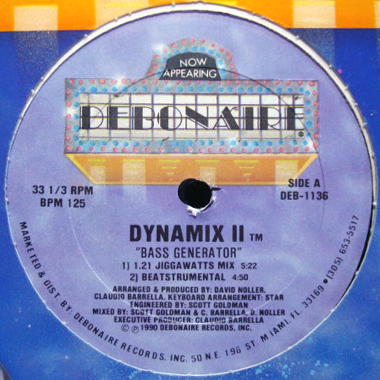 NOW
APPEARING
DEBONAIRE®
33 1/3 RPM
BPM 125
SIDE A
DEB-1136
DYNAMIX II TM
"BASS GENERATOR"
1) 1.21 JIGGAWATTS MIX 5:22
2) BEATSTRUMENTAL 4:50
ARRANGED & PRODUCED BY: DAVID NOLLER,
CLAUDIO BARRELLA, KEYBOARD ARRANGEMENT: STAR
ENGINEERED BY: SCOTT GOLDMAN
MIXED BY: SCOTT GOLDMAN & C. BARRELLA, D. NOLLER
EXECUTIVE PRODUCER: CLAUDIO BARRELLA
© ℗ 1990 DEBONAIRE RECORDS, INC.
MARKETED & DIST. BY DEBONAIRE RECORDS, INC. 50 N.E. 196 ST. MIAMI, FL 33169 • (305) 653-5517